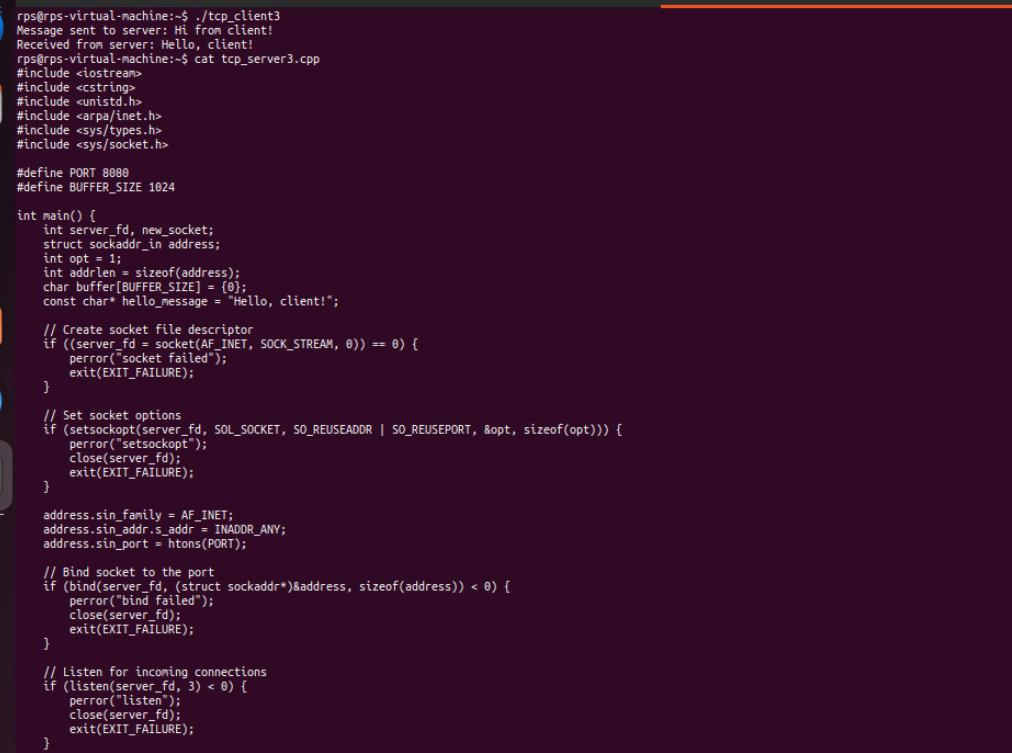 rps@rps-virtual-machine:~$ ./tcp_client3
Message sent to server: Hi from client!
Received from server: Hello, client!
rps@rps-virtual-machine:~$ cat tcp_server3.cpp
#include <iostream>
#include <cstring>
#include <unistd.h>
#include <arpa/inet.h>
#include <sys/types.h>
#include <sys/socket.h>

#define PORT 8080
#define BUFFER_SIZE 1024

int main() {
    int server_fd, new_socket;
    struct sockaddr_in address;
    int opt = 1;
    int addrlen = sizeof(address);
    char buffer[BUFFER_SIZE] = {0};
    const char* hello_message = "Hello, client!";

    // Create socket file descriptor
    if ((server_fd = socket(AF_INET, SOCK_STREAM, 0)) == 0) {
        perror("socket failed");
        exit(EXIT_FAILURE);
    }

    // Set socket options
    if (setsockopt(server_fd, SOL_SOCKET, SO_REUSEADDR | SO_REUSEPORT, &opt, sizeof(opt))) {
        perror("setsockopt");
        close(server_fd);
        exit(EXIT_FAILURE);
    }

    address.sin_family = AF_INET;
    address.sin_addr.s_addr = INADDR_ANY;
    address.sin_port = htons(PORT);

    // Bind socket to the port
    if (bind(server_fd, (struct sockaddr*)&address, sizeof(address)) < 0) {
        perror("bind failed");
        close(server_fd);
        exit(EXIT_FAILURE);
    }

    // Listen for incoming connections
    if (listen(server_fd, 3) < 0) {
        perror("listen");
        close(server_fd);
        exit(EXIT_FAILURE);
    }